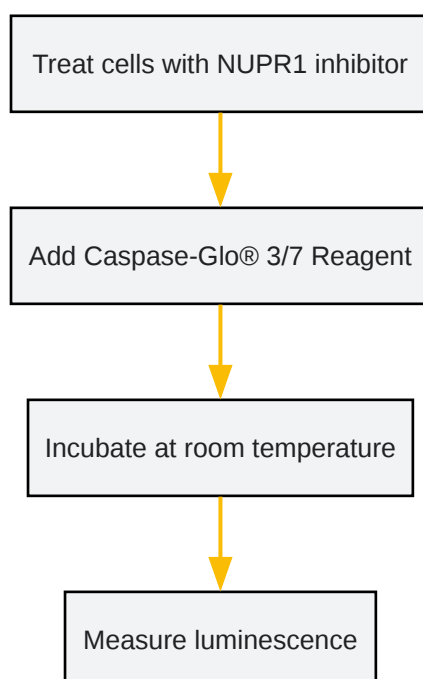 Treat cells with NUPR1 inhibitor
Add Caspase-Glo® 3/7 Reagent
Incubate at room temperature
Measure luminescence